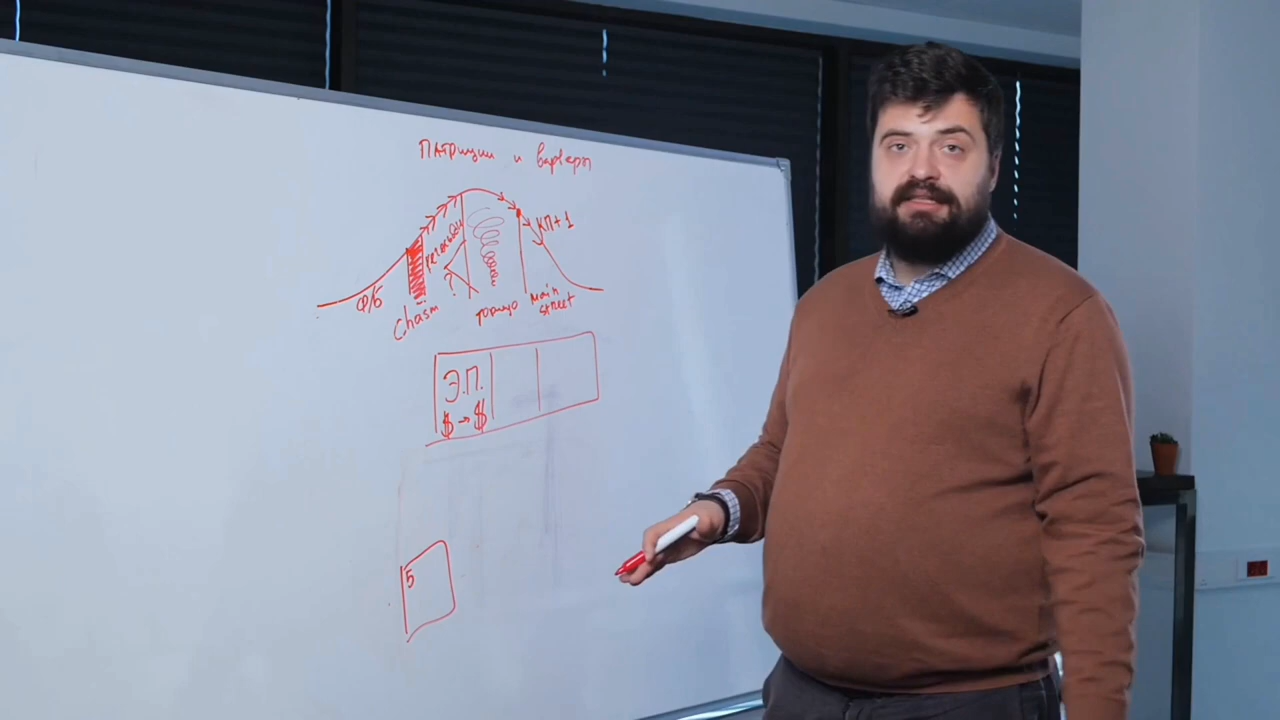 Патриции и варвары
КП+1
Ф/Б
Chasm
торнадо
Main
street
?
Э.П.
$ → $
5